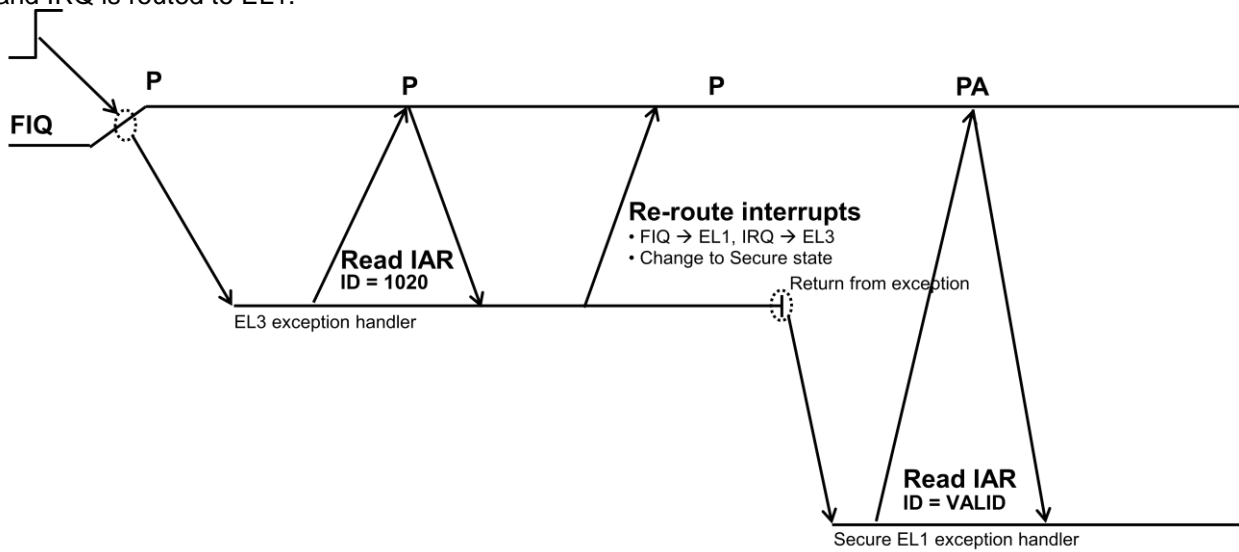 and IRQ is routed to EL1.
P
P
P
PA
FIQ
Re-route interrupts
• FIQ → EL1, IRQ → EL3
• Change to Secure state
Read IAR
ID = 1020
Return from exception
EL3 exception handler
Read IAR
ID = VALID
Secure EL1 exception handler